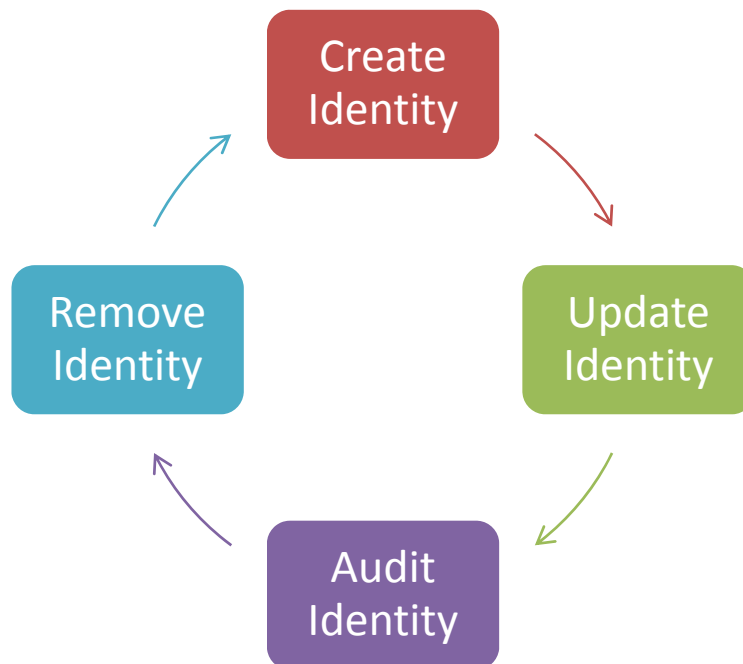 Create
Identity
Remove
Identity
Update
Identity
Audit
Identity